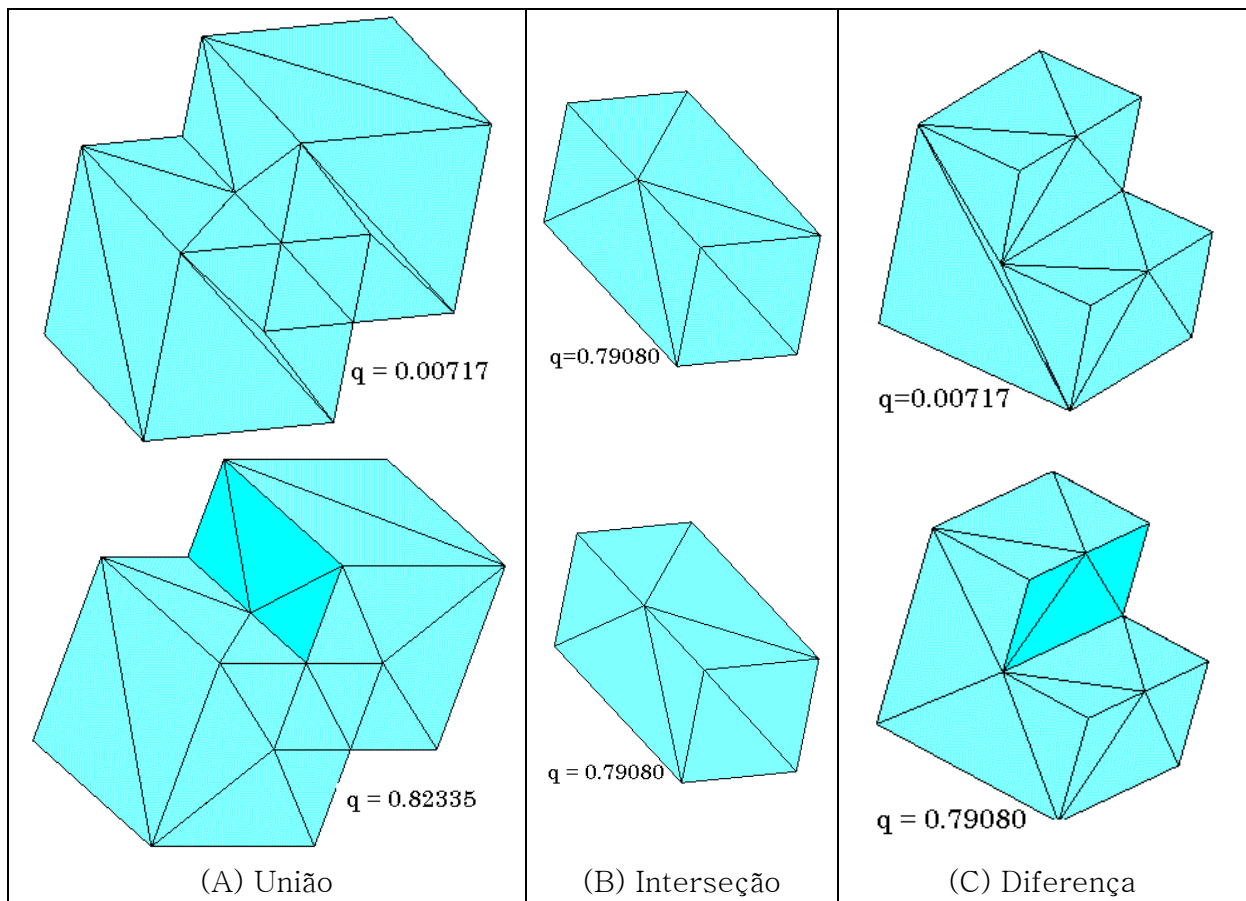 q = 0.00717
q=0.79080
q=0.00717
q = 0.82335
q = 0.79080
q = 0.79080
(A) União
(B) Interseção
(C) Diferença